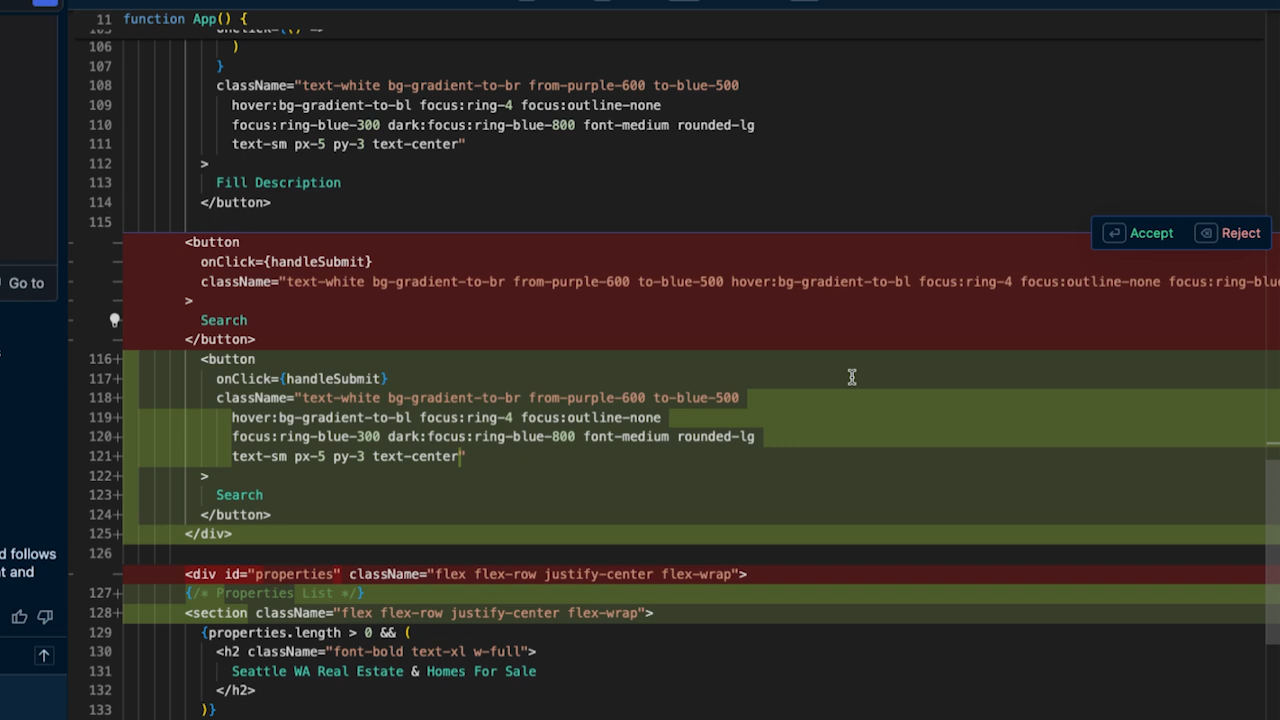 11 function App() {
106 )
107 }
108 className="text-white bg-gradient-to-br from-purple-600 to-blue-500
109 hover:bg-gradient-to-bl focus:ring-4 focus:outline-none
110 focus:ring-blue-300 dark:focus:ring-blue-800 font-medium rounded-lg
111 text-sm px-5 py-3 text-center"
112 >
113 Fill Description
114 </button>
115
Accept Reject
<button
onClick={handleSubmit}
className="text-white bg-gradient-to-br from-purple-600 to-blue-500 hover:bg-gradient-to-bl focus:ring-4 focus:outline-none focus:ring-blue
Go to
>
Search
</button>
116+ <button
117+ onClick={handleSubmit}
118+ className="text-white bg-gradient-to-br from-purple-600 to-blue-500
119+ hover:bg-gradient-to-bl focus:ring-4 focus:outline-none
120+ focus:ring-blue-300 dark:focus:ring-blue-800 font-medium rounded-lg
121+ text-sm px-5 py-3 text-center"
122+ >
123+ Search
124+ </button>
125+ </div>
126
d follows
t and
<div id="properties" className="flex flex-row justify-center flex-wrap">
127+ {/* Properties List */}
128+ <section className="flex flex-row justify-center flex-wrap">
129 {properties.length > 0 && (
130 <h2 className="font-bold text-xl w-full">
131 Seattle WA Real Estate & Homes For Sale
132 </h2>
133 )}